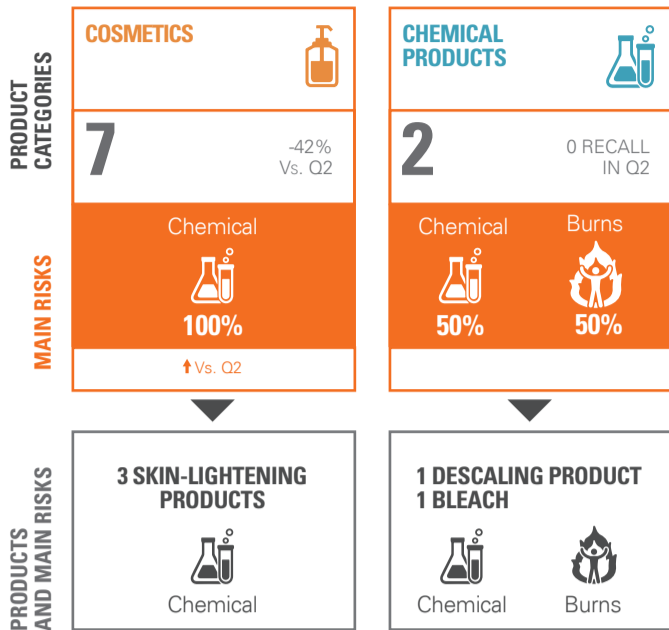 PRODUCT
CATEGORIES
COSMETICS
CHEMICAL
PRODUCTS
7
-42%
Vs. Q2
2
0 RECALL
IN Q2
MAIN RISKS
Chemical
100%
Vs. Q2
Chemical
50%
Burns
50%
PRODUCTS
AND MAIN RISKS
3 SKIN-LIGHTENING
PRODUCTS
Chemical
1 DESCALING PRODUCT
1 BLEACH
Chemical
Burns